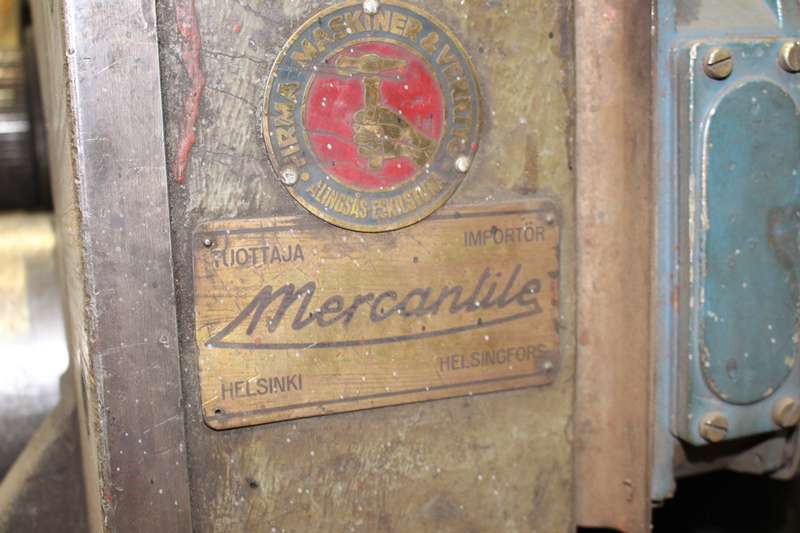 FIRMA MASKINER & VERKTYG
ALINGSÅS ESKILSTUNA
TUOTTAJA IMPORTÖR
Mercantile
HELSINKI HELSINGFORS